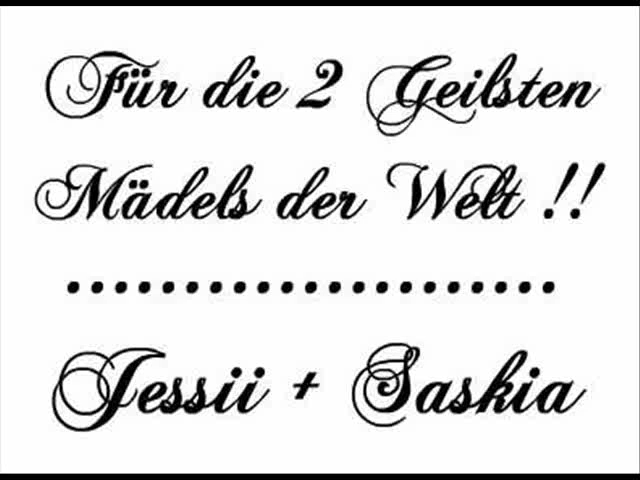 Für die 2 Geilsten
Mädels der Welt !!
.....................
Jessii + Saskia